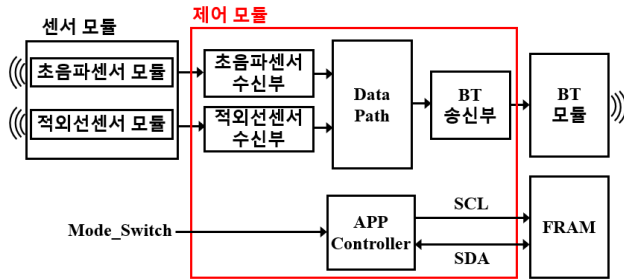 제어 모듈
센서 모듈
초음파센서 모듈
적외선센서 모듈
초음파센서
수신부
적외선센서
수신부
Data
Path
BT
송신부
BT
모듈
Mode_Switch
APP
Controller
SCL
SDA
FRAM